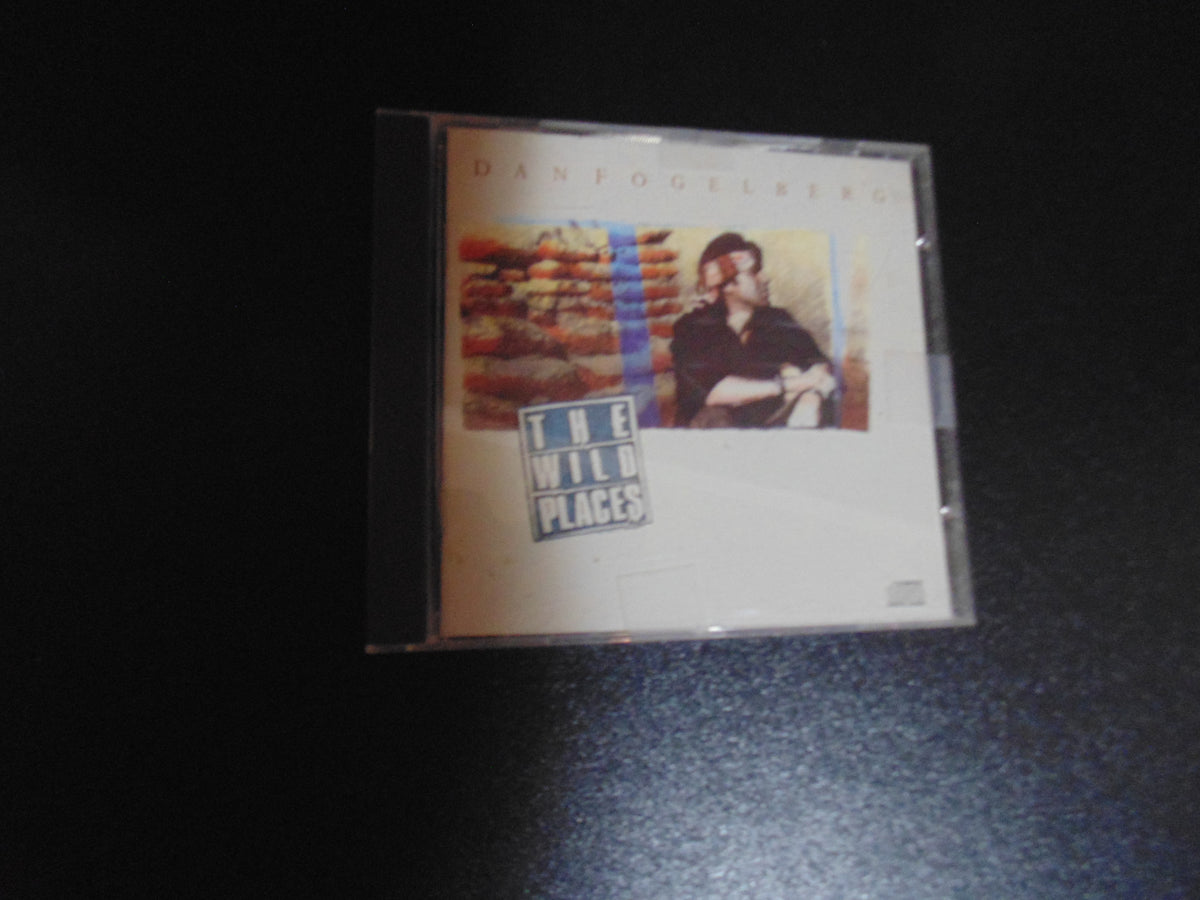 DAN FOGELBERG
THE
WILD
PLACES